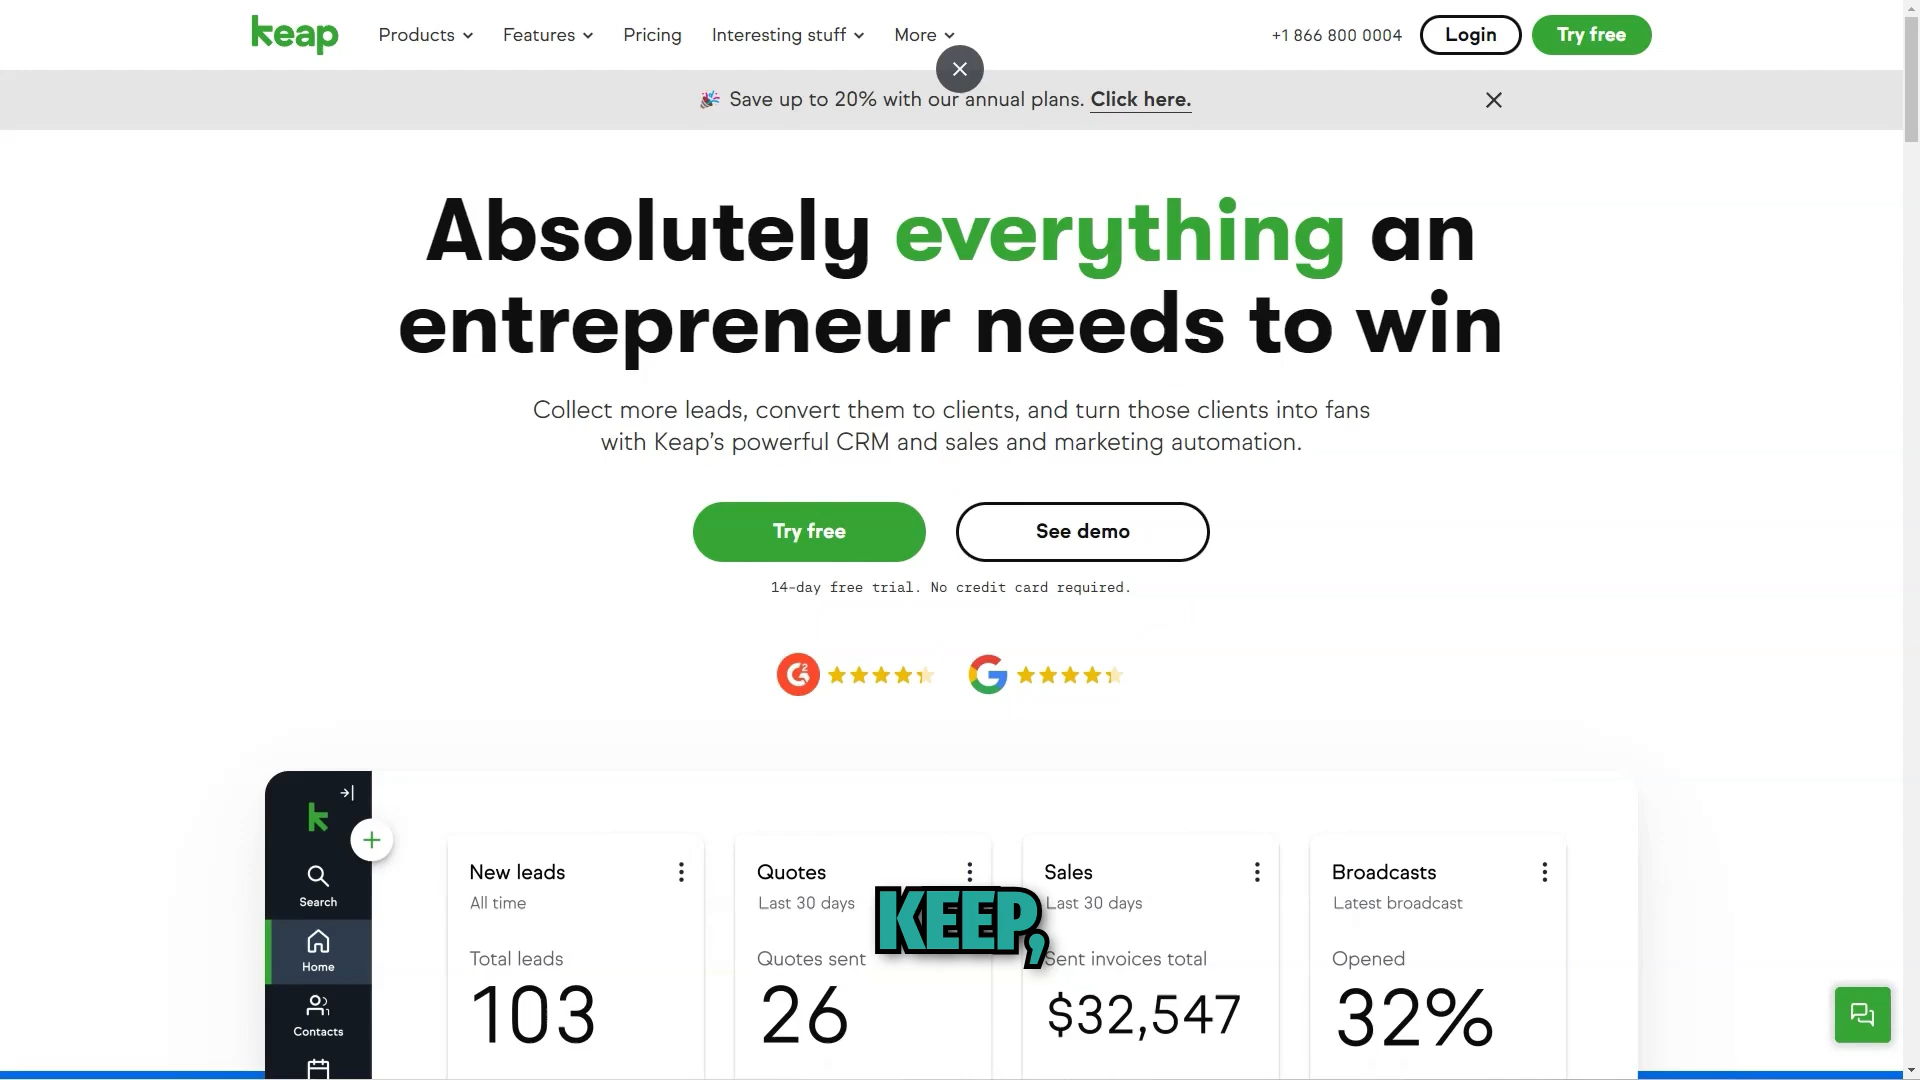 keap
Products
Features
Pricing
Interesting stuff
More
+1 866 800 0004
Login
Try free
🎉 Save up to 20% with our annual plans. Click here.
Absolutely everything an
entrepreneur needs to win
Collect more leads, convert them to clients, and turn those clients into fans
with Keap’s powerful CRM and sales and marketing automation.
Try free
See demo
14-day free trial. No credit card required.
Search
Home
Contacts
New leads
All time
Total leads
103
Quotes
Last 30 days
Quotes sent
26
Sales
Last 30 days
Sent invoices total
$32,547
Broadcasts
Latest broadcast
Opened
32%
KEEP,